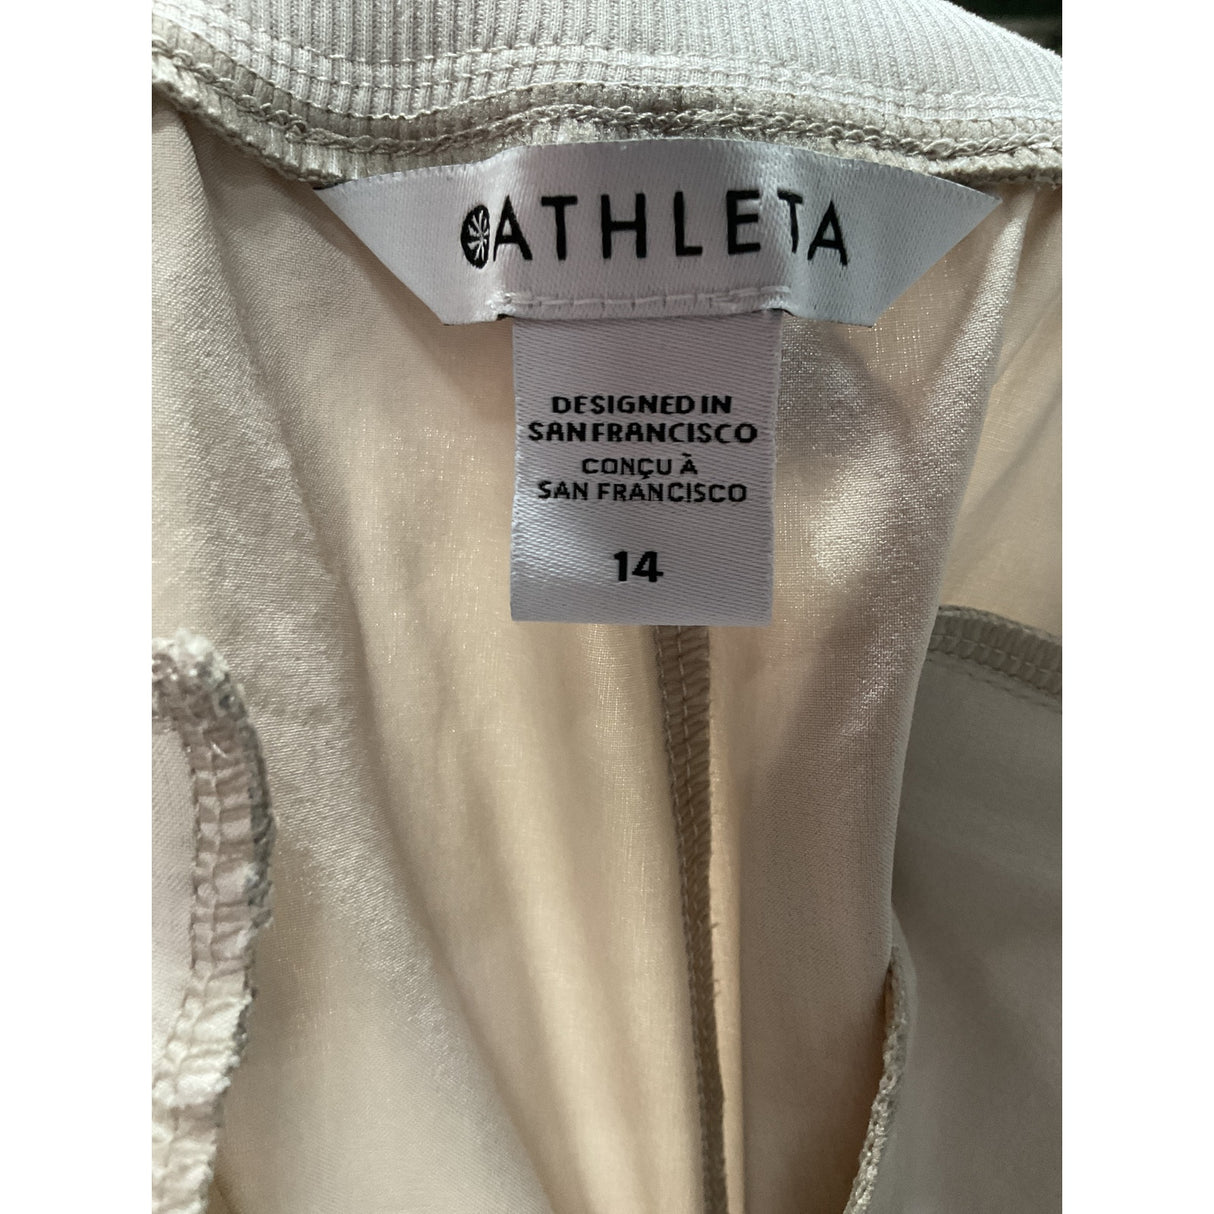 ATHLETA
DESIGNED IN
SAN FRANCISCO
CONÇU À
SAN FRANCISCO
14